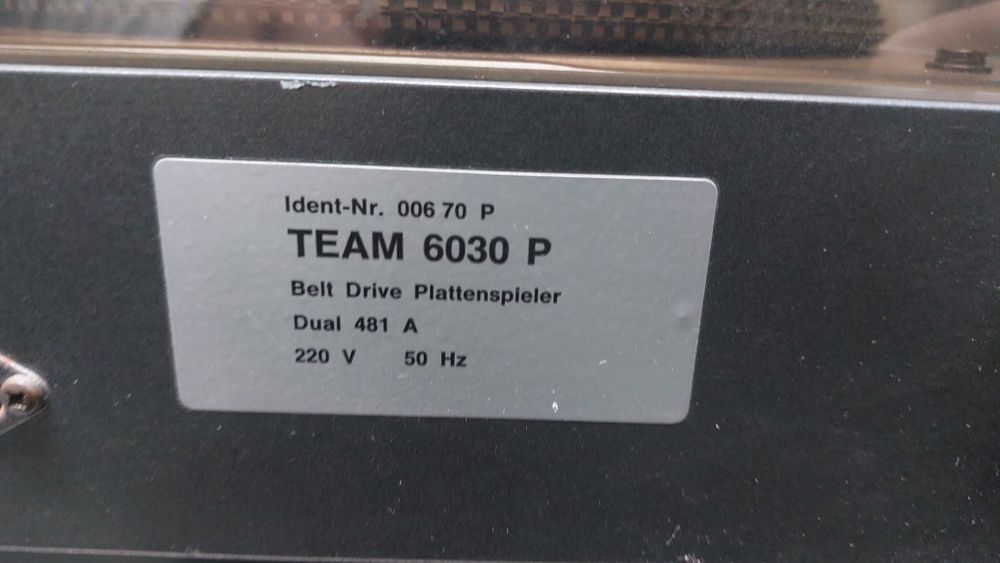 Ident-Nr. 006 70 P
TEAM 6030 P
Belt Drive Plattenspieler
Dual 481 A
220 V 50 Hz